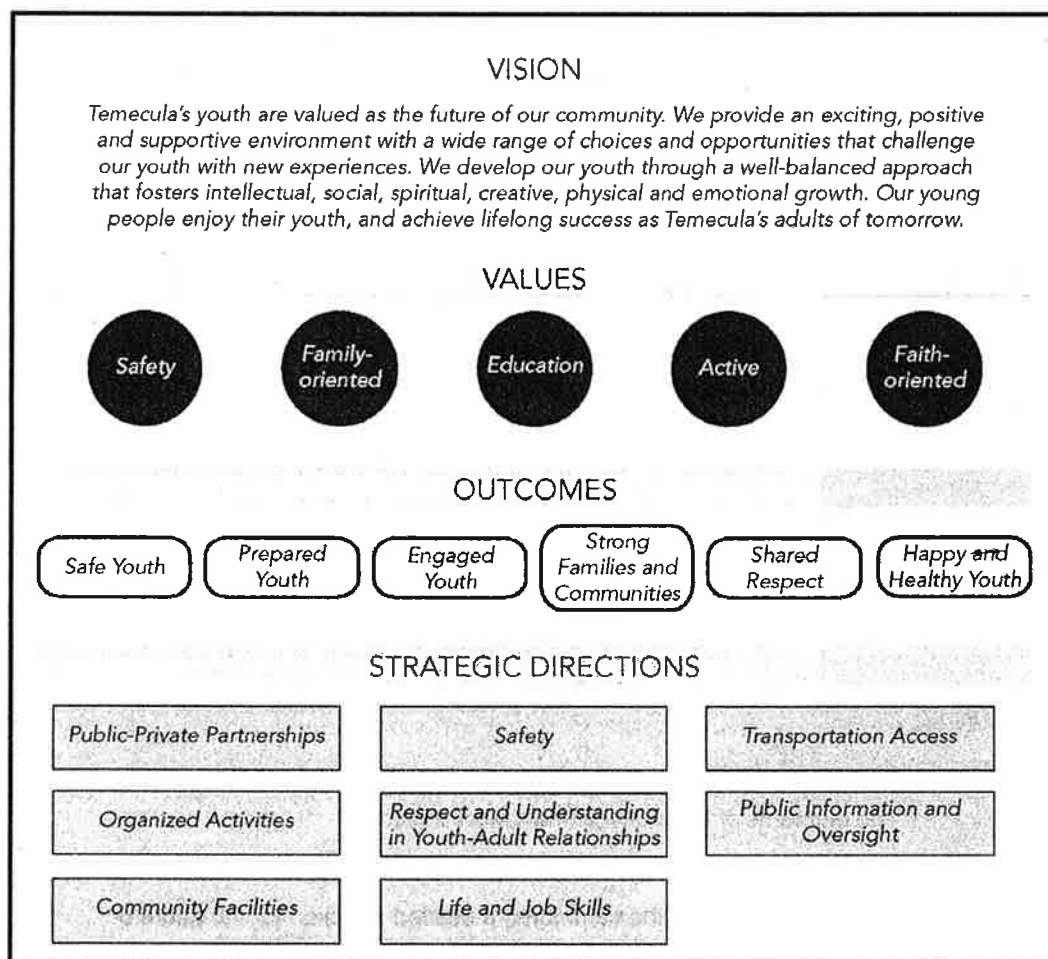 VISION
Temecula's youth are valued as the future of our community. We provide an exciting, positive
and supportive environment with a wide range of choices and opportunities that challenge
our youth with new experiences. We develop our youth through a well-balanced approach
that fosters intellectual, social, spiritual, creative, physical and emotional growth. Our young
people enjoy their youth, and achieve lifelong success as Temecula's adults of tomorrow.
VALUES
Safety
Family-
oriented
Education
Active
Faith-
oriented
OUTCOMES
Safe Youth
Prepared
Youth
Engaged
Youth
Strong
Families and
Communities
Shared
Respect
Happy and
Healthy Youth
STRATEGIC DIRECTIONS
Public-Private Partnerships
Safety
Transportation Access
Organized Activities
Respect and Understanding
in Youth-Adult Relationships
Public Information and
Oversight
Community Facilities
Life and Job Skills